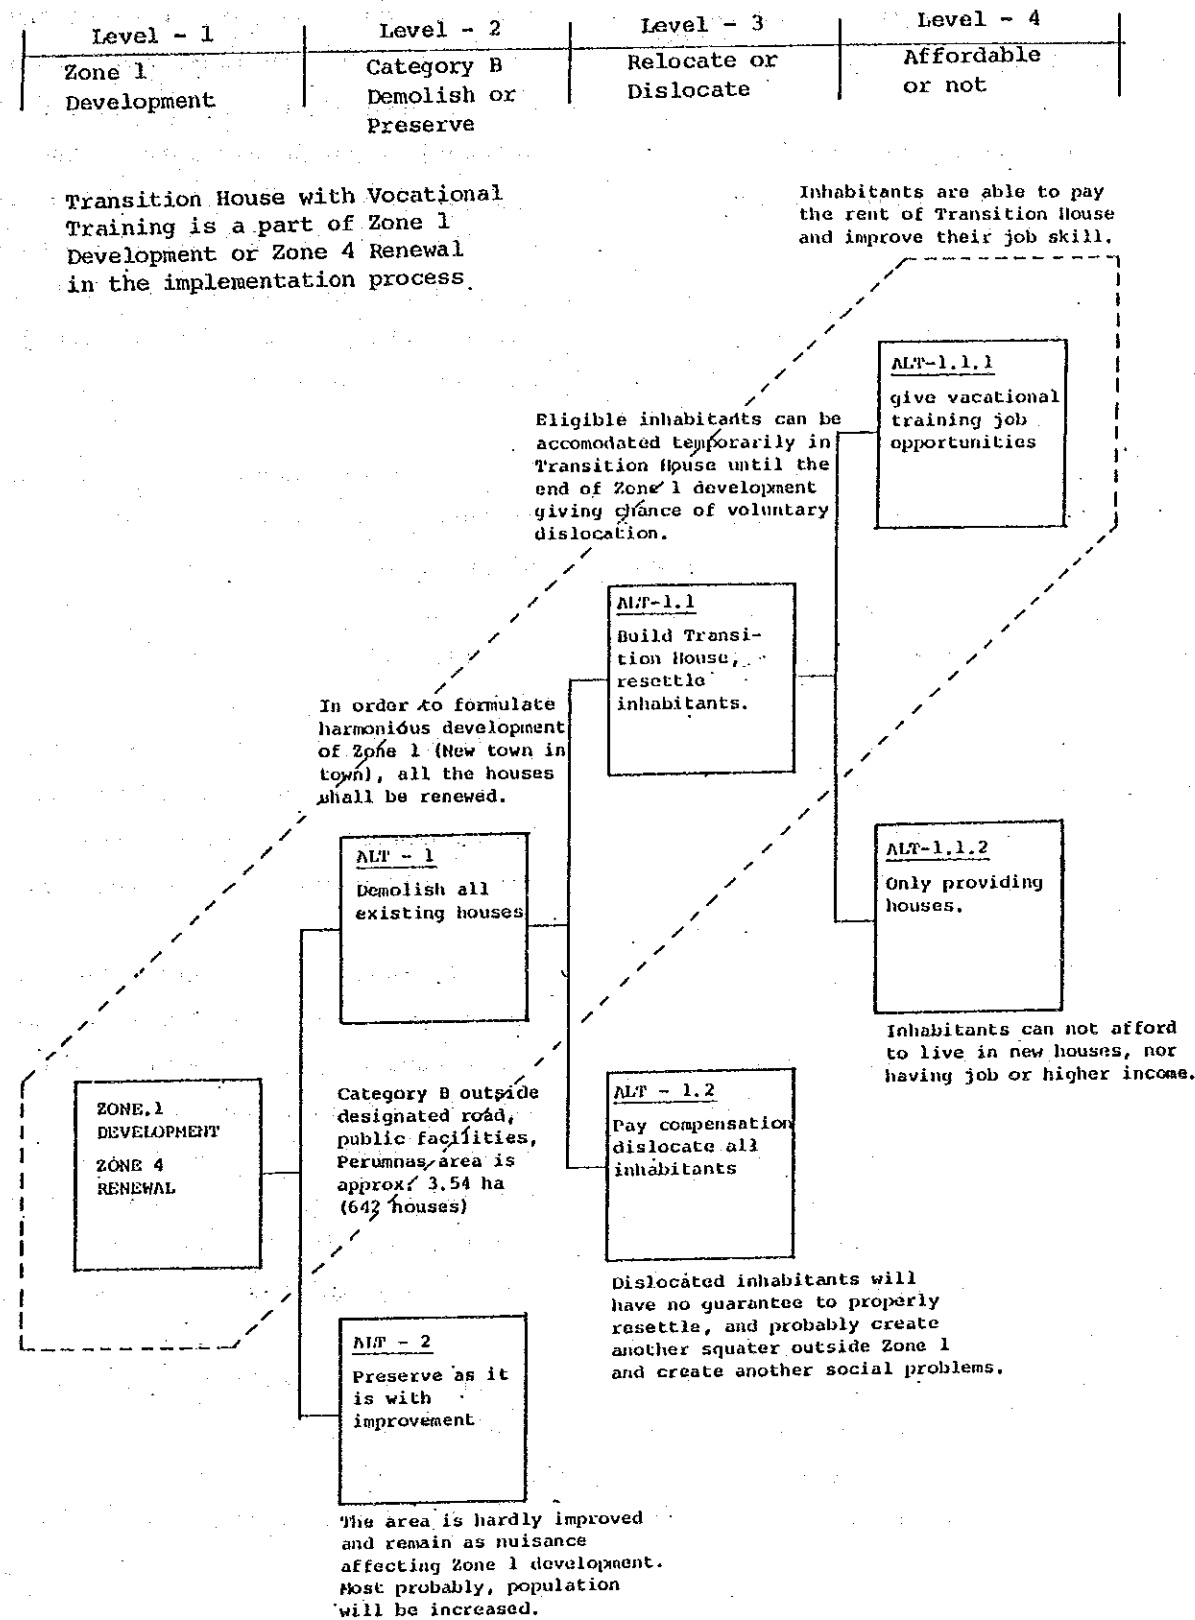 Level - 1
Level - 2
Level - 3
Level - 4
Zone 1
Development
Category B
Demolish or
Preserve
Relocate or
Dislocate
Affordable
or not
Transition House with Vocational
Training is a part of Zone 1
Development or Zone 4 Renewal
in the implementation process.
Inhabitants are able to pay
the rent of Transition House
and improve their job skill.
ALT-1.1.1
give vacational
training job
opportunities
Eligible inhabitants can be
accomodated temporarily in
Transition House until the
end of Zone 1 development
giving chance of voluntary
dislocation.
ALT-1.1
Build Transi-
tion House,
resettle
inhabitants.
In order to formulate
harmonious development
of Zone 1 (New town in
town), all the houses
shall be renewed.
ALT - 1
Demolish all
existing houses
ALT-1.1.2
Only providing
houses.
Inhabitants can not afford
to live in new houses, nor
having job or higher income.
ZONE.1
DEVELOPMENT
ZONE 4
RENEWAL
Category B outside
designated road,
public facilities,
Perumnas area is
approx. 3.54 ha
(642 houses)
ALT - 1.2
Pay compensation
dislocate all
inhabitants
Dislocated inhabitants will
have no guarantee to properly
resettle, and probably create
another squater outside Zone 1
and create another social problems.
ALT - 2
Preserve as it
is with
improvement
The area is hardly improved
and remain as nuisance
affecting Zone 1 development.
Most probably, population
will be increased.